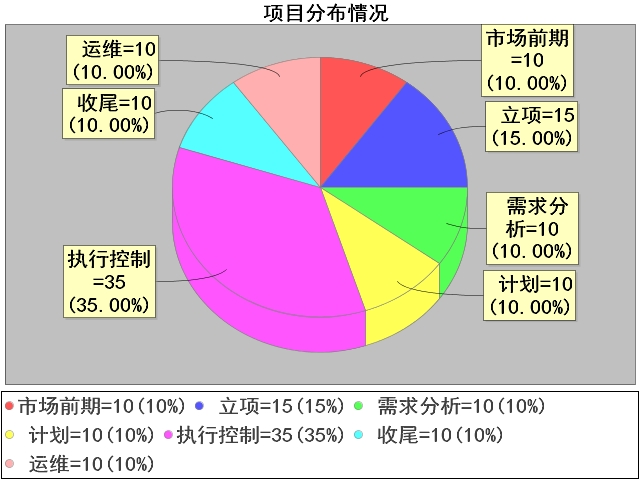 项目分布情况
运维=10
(10.00%)
市场前期
=10
(10.00%)
收尾=10
(10.00%)
立项=15
(15.00%)
需求分
析=10
(10.00%)
执行控制
=35
(35.00%)
计划=10
(10.00%)
市场前期=10(10%) 立项=15(15%) 需求分析=10(10%)
计划=10(10%) 执行控制=35(35%) 收尾=10(10%)
运维=10(10%)